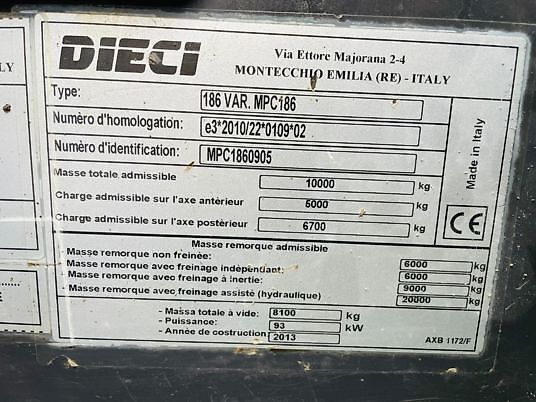 DIECI
Via Ettore Majorana 2-4
MONTECCHIO EMILIA (RE) - ITALY
Type: 186 VAR. MPC186
Numèro d'homologation: e3*2010/22*0109*02
Numèro d'identification: MPC1860905
Masse totale admissible 10000 kg
Charge admissible sur l'axe antérieur 5000 kg
Charge admissible sur l'axe postérieur 6700 kg
Made in Italy
CE
Masse remorque admissible
- Masse remorque non freinée: 6000 kg
- Masse remorque avec freinage indépendant: 6000 kg
- Masse remorque avec freinage à inertie: 9000 kg
- Masse remorque avec freinage assisté (hydraulique) 20000 kg
- Massa totale à vide: 8100 kg
- Puissance: 93 kW
- Année de costruction: 2013
AXB 1172/F
LY